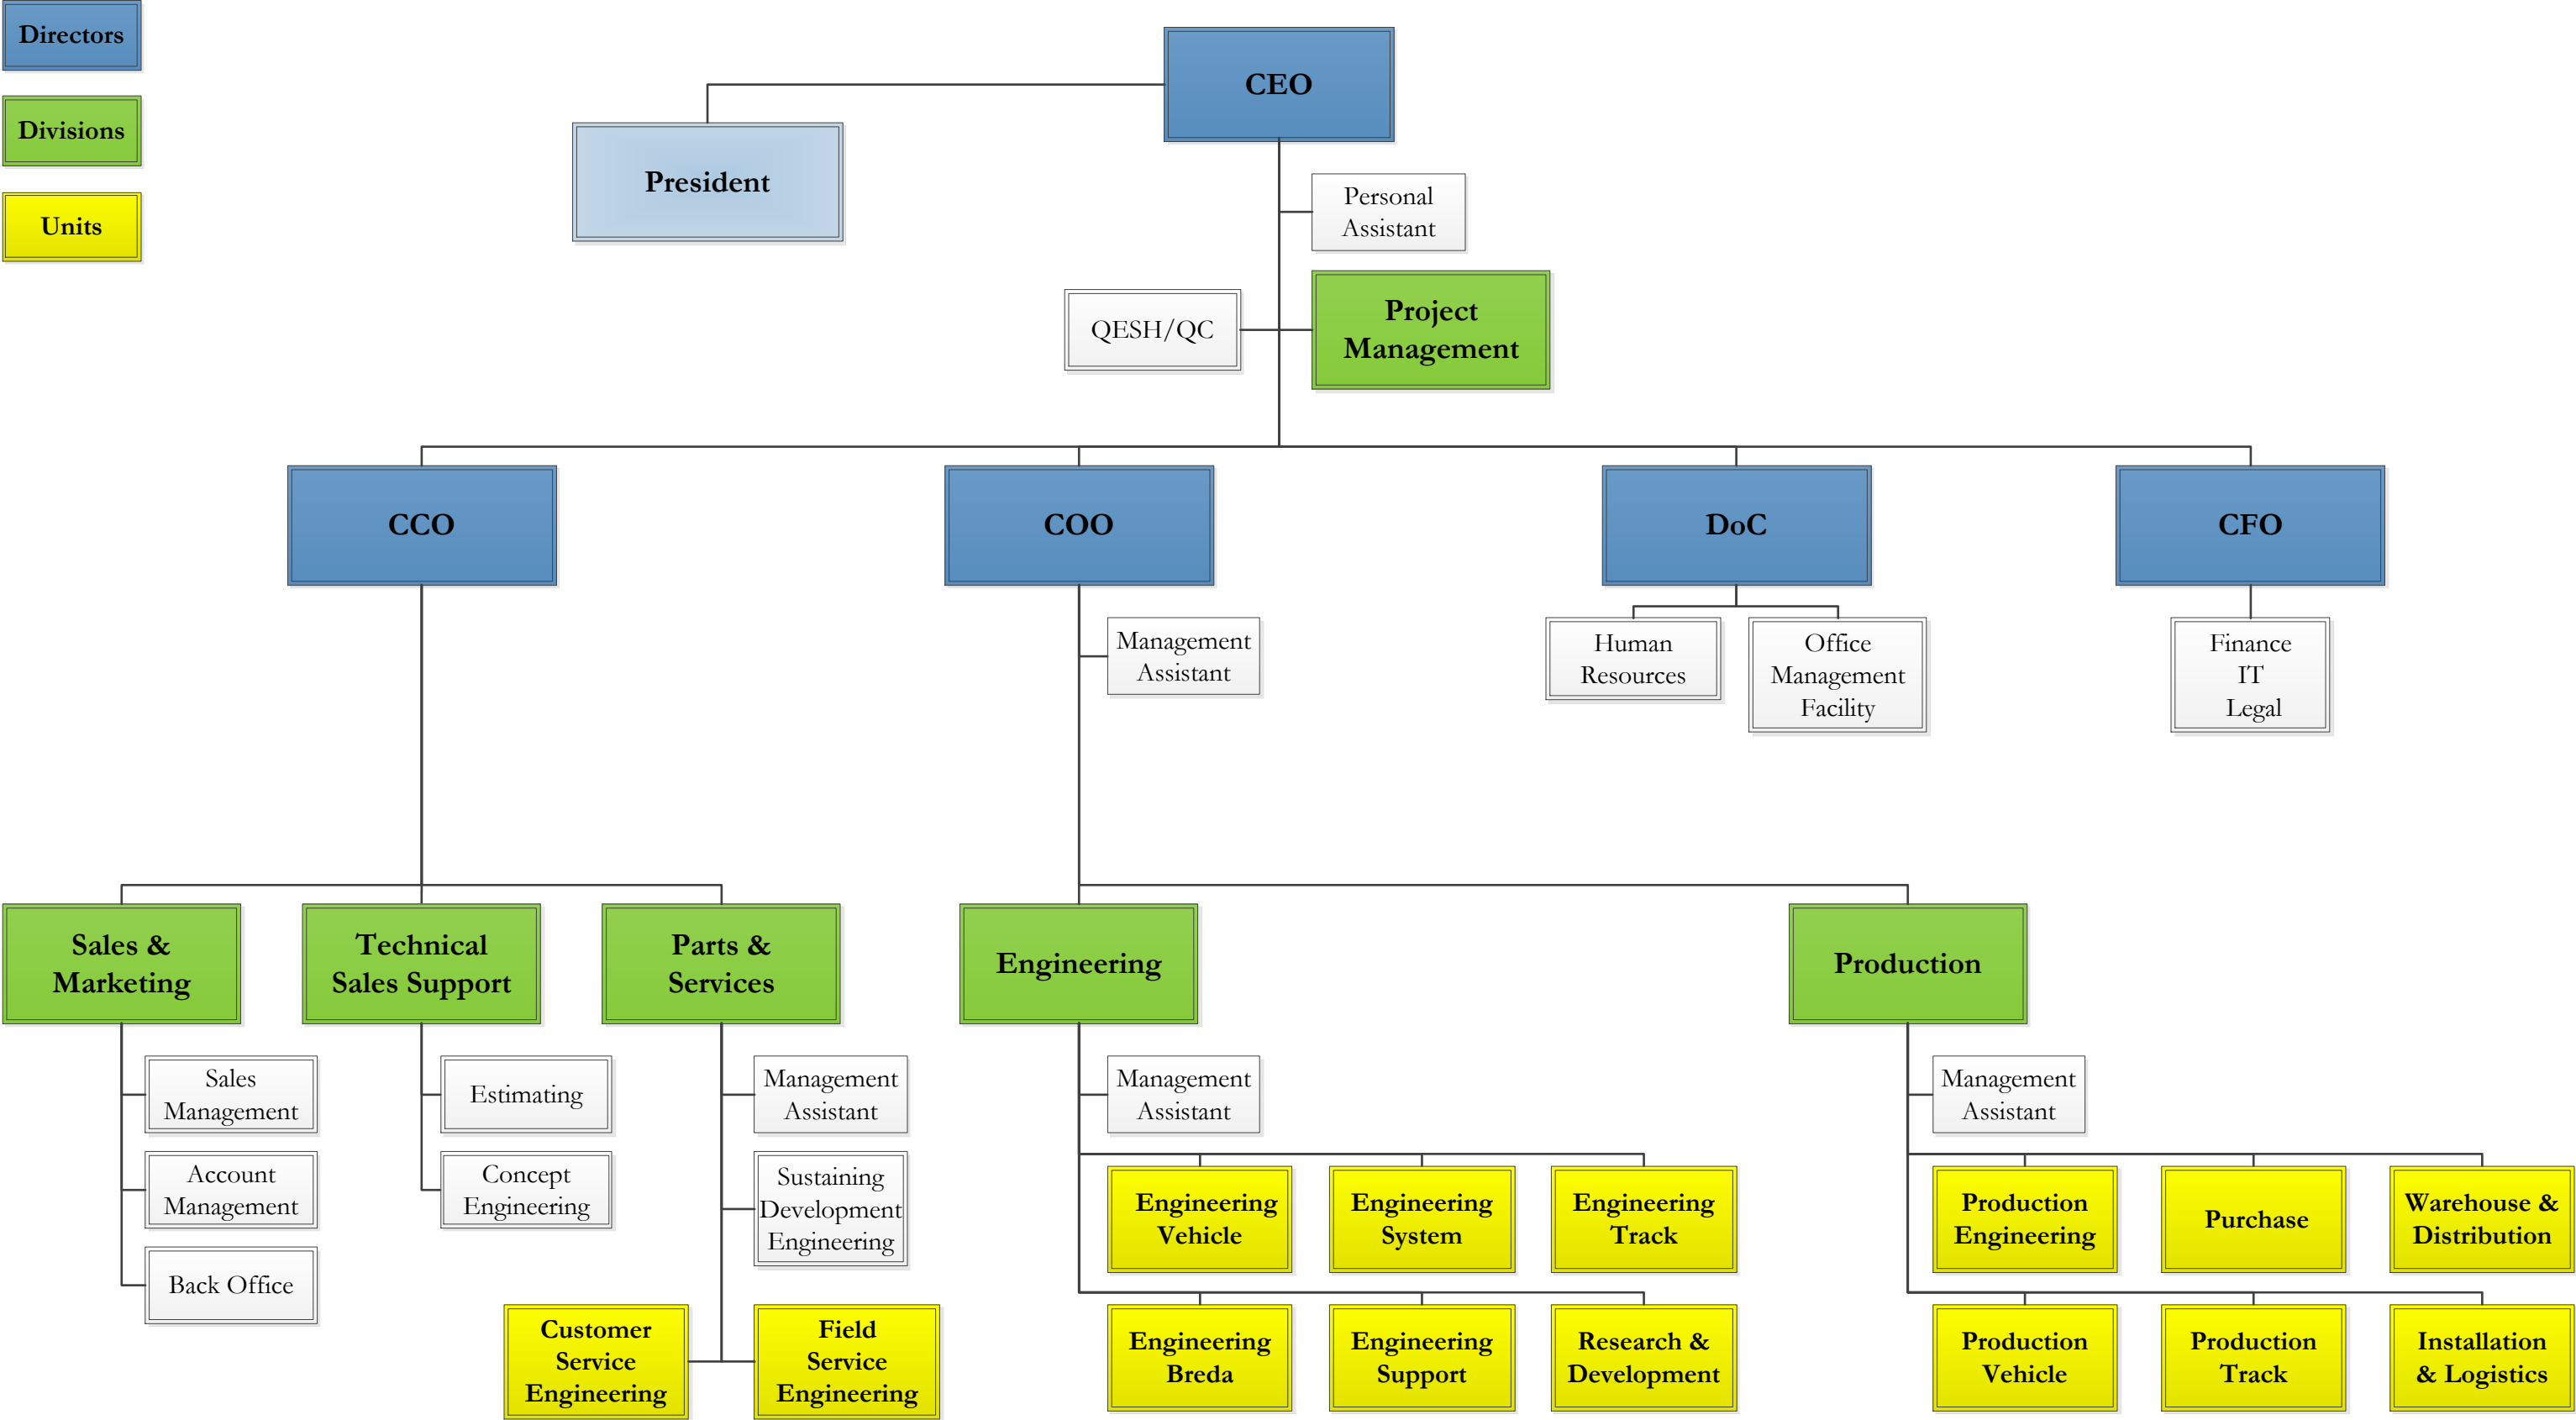 Directors
Divisions
Units
CEO
President
Personal
Assistant
QESH/QC
Project
Management
CCO
COO
DoC
CFO
Management
Assistant
Human
Resources
Office
Management
Facility
Finance
IT
Legal
Sales &
Marketing
Technical
Sales Support
Parts &
Services
Engineering
Production
Sales
Management
Account
Management
Back Office
Estimating
Concept
Engineering
Management
Assistant
Sustaining
Development
Engineering
Customer
Service
Engineering
Field
Service
Engineering
Management
Assistant
Engineering
Vehicle
Engineering
System
Engineering
Track
Engineering
Breda
Engineering
Support
Research &
Development
Management
Assistant
Production
Engineering
Purchase
Warehouse &
Distribution
Production
Vehicle
Production
Track
Installation
& Logistics